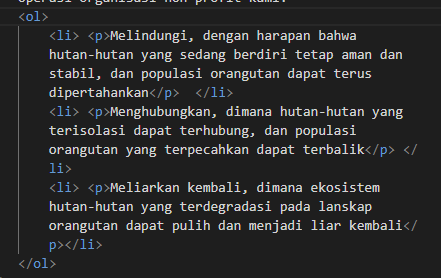 operasi organisasi non profit kami.
<ol>
<li> <p>Melindungi, dengan harapan bahwa
hutan-hutan yang sedang berdiri tetap aman dan
stabil, dan populasi orangutan dapat terus
dipertahankan</p>  </li>
<li> <p>Menghubungkan, dimana hutan-hutan yang
terisolasi dapat terhubung, dan populasi
orangutan yang terpecahkan dapat terbalik</p> </
li>
<li> <p>Meliarkan kembali, dimana ekosistem
hutan-hutan yang terdegradasi pada lanskap
orangutan dapat pulih dan menjadi liar kembali</
p></li>
</ol>